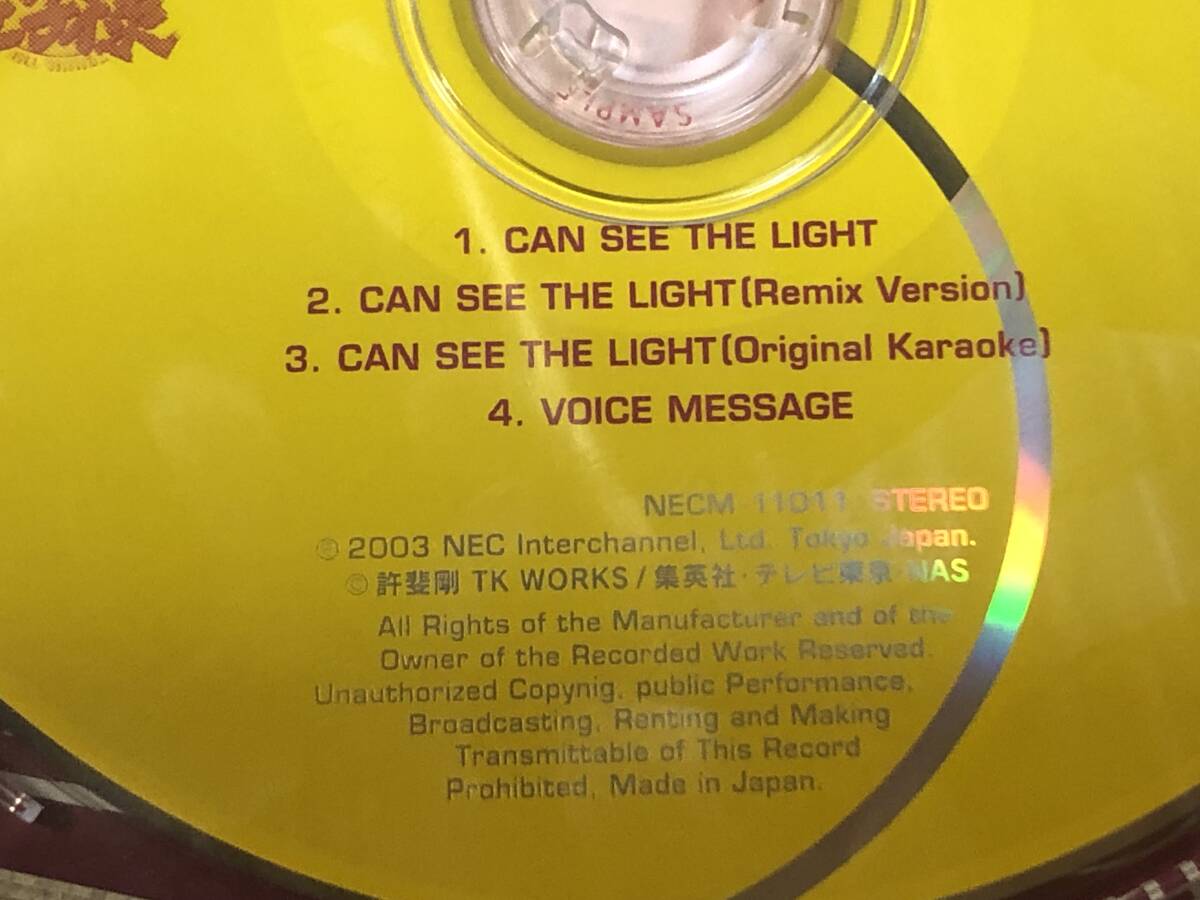 SAMPLE
1. CAN SEE THE LIGHT
2. CAN SEE THE LIGHT(Remix Version)
3. CAN SEE THE LIGHT(Original Karaoke)
4. VOICE MESSAGE
NECM-11011 STEREO
Ⓟ2003 NEC Interchannel, Ltd. Tokyo Japan.
©許斐剛 TK WORKS/集英社・テレビ東京・NAS
All Rights of the Manufacturer and of the
Owner of the Recorded Work Reserved.
Unauthorized Copynig, public Performance,
Broadcasting, Renting and Making
Transmittable of This Record
Prohibited, Made in Japan.